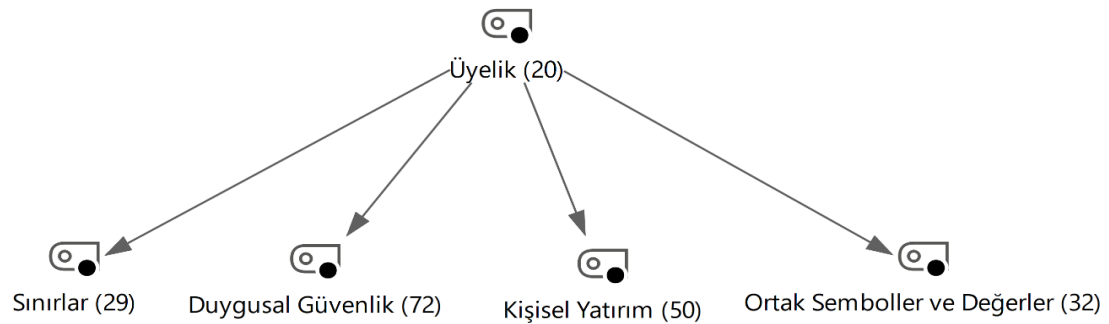 Üyelik (20)
Sınırlar (29)
Duygusal Güvenlik (72)
Kişisel Yatırım (50)
Ortak Semboller ve Değerler (32)